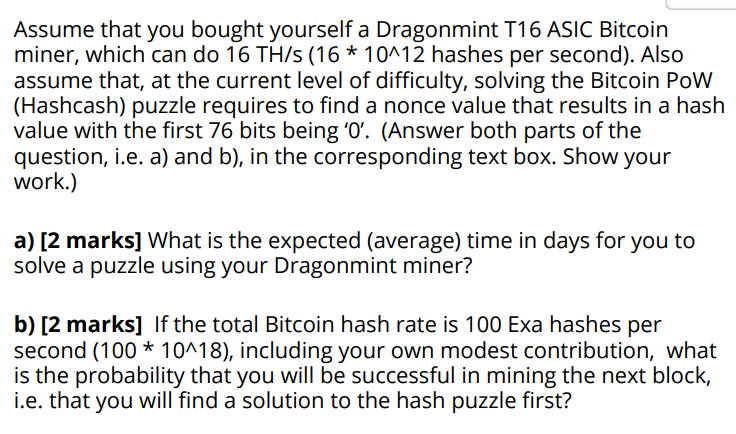 Assume that you bought yourself a Dragonmint T16 ASIC Bitcoin
miner, which can do 16 TH/s (16 * 10^12 hashes per second). Also
assume that, at the current level of difficulty, solving the Bitcoin PoW
(Hashcash) puzzle requires to find a nonce value that results in a hash
value with the first 76 bits being ‘0’.  (Answer both parts of the
question, i.e. a) and b), in the corresponding text box. Show your
work.)

a) [2 marks] What is the expected (average) time in days for you to
solve a puzzle using your Dragonmint miner?

b) [2 marks]  If the total Bitcoin hash rate is 100 Exa hashes per
second (100 * 10^18), including your own modest contribution,  what
is the probability that you will be successful in mining the next block,
i.e. that you will find a solution to the hash puzzle first?